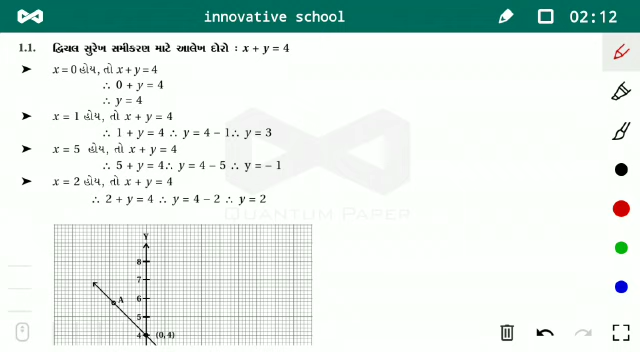 innovative school
02:12
1.1. દ્વિચલ સુરેખ સમીકરણ માટે આલેખ દોરો : x + y = 4
➤ x = 0 હોય, તો x + y = 4
∴ 0 + y = 4
∴ y = 4
➤ x = 1 હોય, તો x + y = 4
∴ 1 + y = 4 ∴ y = 4 – 1 ∴ y = 3
➤ x = 5 હોય, તો x + y = 4
∴ 5 + y = 4 ∴ y = 4 – 5 ∴ y = – 1
➤ x = 2 હોય, તો x + y = 4
∴ 2 + y = 4 ∴ y = 4 – 2 ∴ y = 2
QUANTUM PAPER
Y
8
7
A 6
5
4 (0, 4)